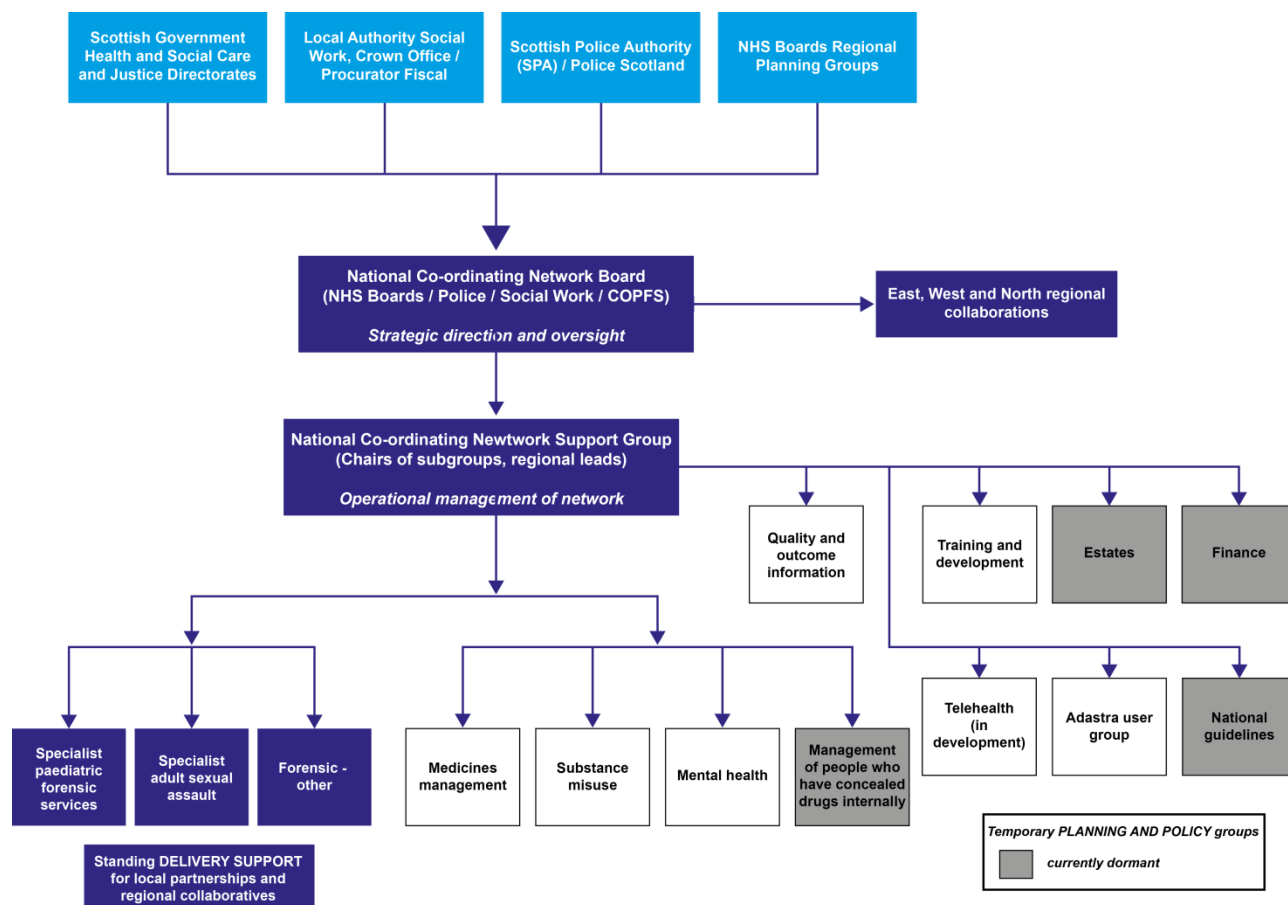 Scottish Government
Health and Social Care
and Justice Directorates
Local Authority Social
Work, Crown Office /
Procurator Fiscal
Scottish Police Authority
(SPA) / Police Scotland
NHS Boards Regional
Planning Groups
National Co-ordinating Network Board
(NHS Boards / Police / Social Work / COPFS)
Strategic direction and oversight
East, West and North regional
collaborations
National Co-ordinating Newtwork Support Group
(Chairs of subgroups, regional leads)
Operational management of network
Quality and
outcome
information
Training and
development
Estates
Finance
Telehealth
(in
development)
Adastra user
group
National
guidelines
Specialist
paediatric
forensic
services
Specialist
adult sexual
assault
Forensic -
other
Medicines
management
Substance
misuse
Mental health
Management
of people who
have concealed
drugs internally
Standing DELIVERY SUPPORT
for local partnerships and
regional collaboratives
Temporary PLANNING AND POLICY groups
currently dormant